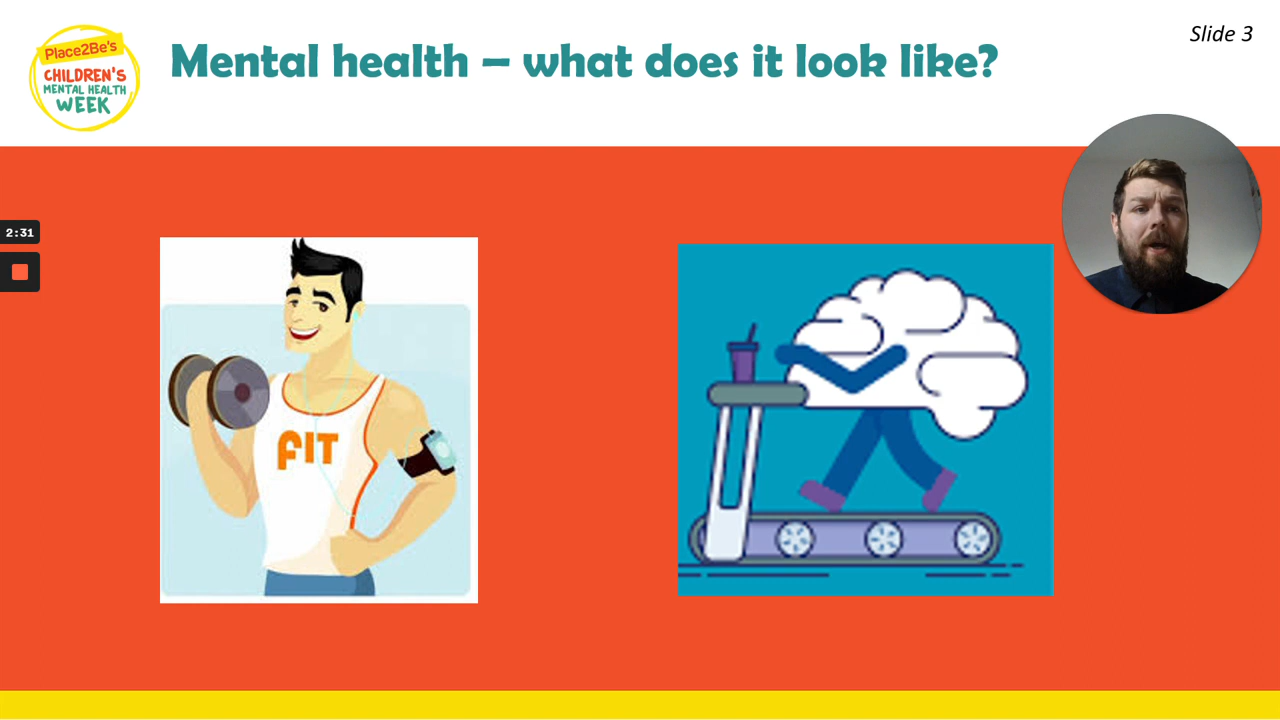 Place2Be's
CHILDREN'S
MENTAL HEALTH
WEEK
Mental health – what does it look like?
Slide 3
2:31
FIT